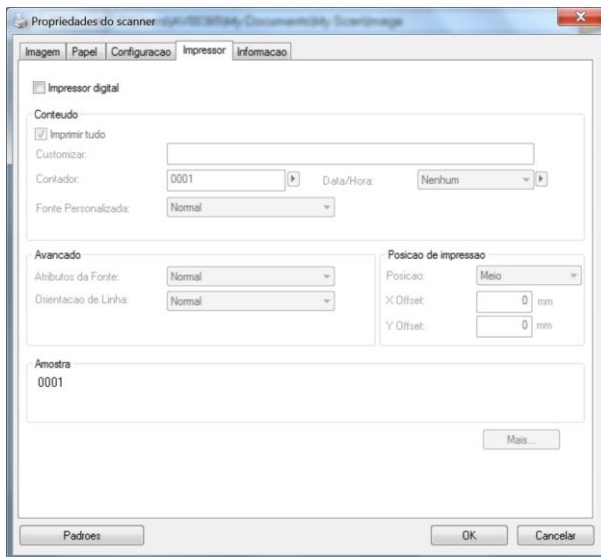 Propriedades do scanner
Imagem Papel Configuracao Impressor Informacao
Impressor digital
Conteudo
Imprimir tudo
Customizar:
Contador: 0001 Data/Hora: Nenhum
Fonte Personalizada: Normal
Avancado
Atributos da Fonte: Normal
Orientacao de Linha: Normal
Posicao de impressao
Posicao: Meio
X Offset: 0 mm
Y Offset: 0 mm
Amostra
0001
Mais...
Padroes OK Cancelar